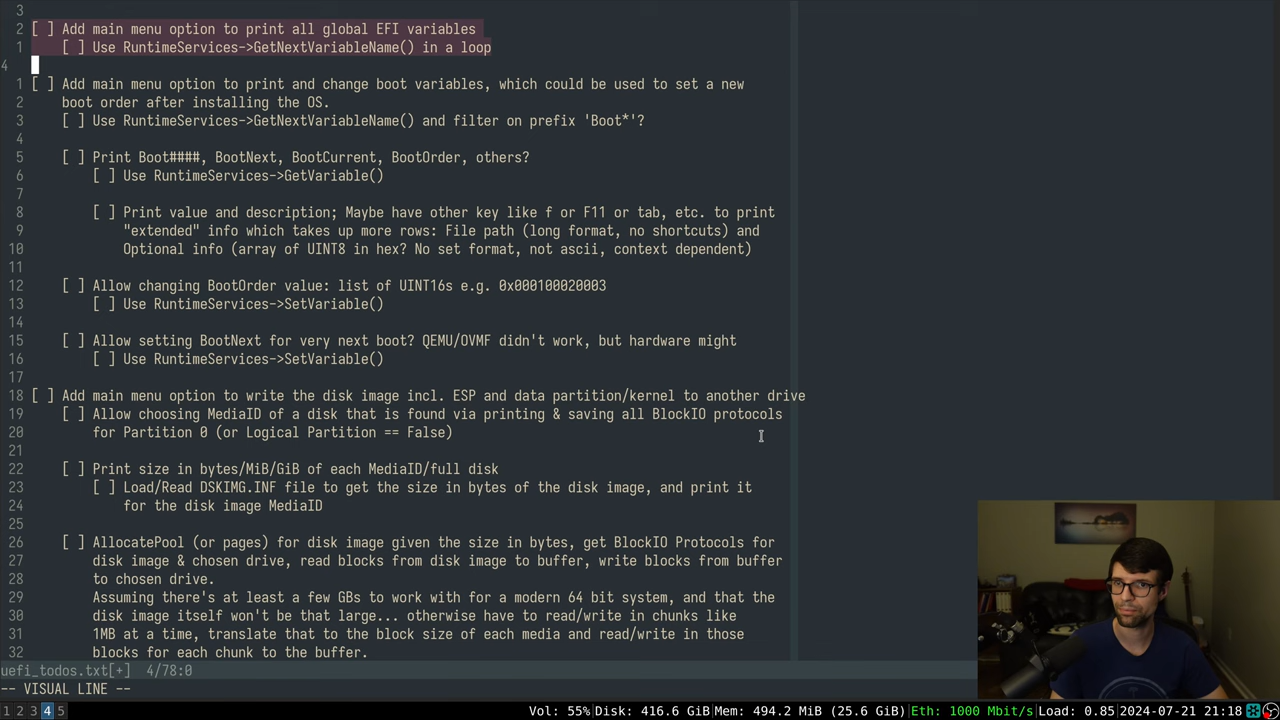 3
2 [ ] Add main menu option to print all global EFI variables
1     [ ] Use RuntimeServices->GetNextVariableName() in a loop
4
1 [ ] Add main menu option to print and change boot variables, which could be used to set a new
2     boot order after installing the OS.
3     [ ] Use RuntimeServices->GetNextVariableName() and filter on prefix 'Boot*'?
4
5     [ ] Print Boot####, BootNext, BootCurrent, BootOrder, others?
6         [ ] Use RuntimeServices->GetVariable()
7
8         [ ] Print value and description; Maybe have other key like f or F11 or tab, etc. to print
9             "extended" info which takes up more rows: File path (long format, no shortcuts) and
10             Optional info (array of UINT8 in hex? No set format, not ascii, context dependent)
11
12     [ ] Allow changing BootOrder value: list of UINT16s e.g. 0x000100020003
13         [ ] Use RuntimeServices->SetVariable()
14
15     [ ] Allow setting BootNext for very next boot? QEMU/OVMF didn't work, but hardware might
16         [ ] Use RuntimeServices->SetVariable()
17
18 [ ] Add main menu option to write the disk image incl. ESP and data partition/kernel to another drive
19     [ ] Allow choosing MediaID of a disk that is found via printing & saving all BlockIO protocols
20         for Partition 0 (or Logical Partition == False)
21
22     [ ] Print size in bytes/MiB/GiB of each MediaID/full disk
23         [ ] Load/Read DSKIMG.INF file to get the size in bytes of the disk image, and print it
24             for the disk image MediaID
25
26     [ ] AllocatePool (or pages) for disk image given the size in bytes, get BlockIO Protocols for
27         disk image & chosen drive, read blocks from disk image to buffer, write blocks from buffer
28         to chosen drive.
29         Assuming there's at least a few GBs to work with for a modern 64 bit system, and that the
30         disk image itself won't be that large... otherwise have to read/write in chunks like
31         1MB at a time, translate that to the block size of each media and read/write in those
32         blocks for each chunk to the buffer.
uefi_todos.txt[+]  4/78:0
-- VISUAL LINE --
1 2 3 4 5 Vol: 55%|Disk: 416.6 GiB|Mem: 494.2 MiB (25.6 GiB)|Eth: 1000 Mbit/s|Load: 0.85|2024-07-21 21:18